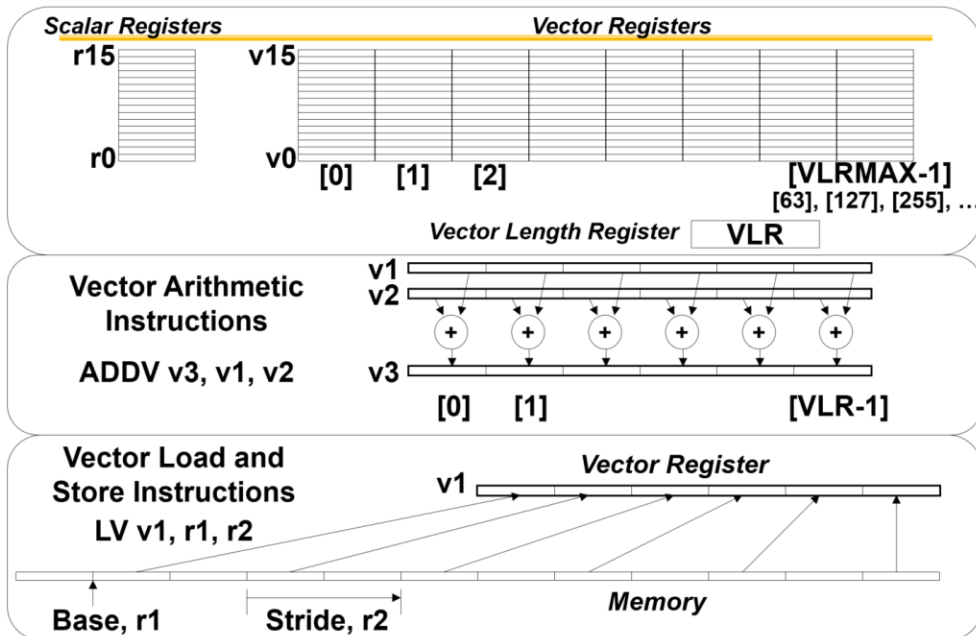 Scalar Registers
Vector Registers
r15
v15
r0
v0
[0]
[1]
[2]
[VLRMAX-1]
[63], [127], [255], …
Vector Length Register
VLR
Vector Arithmetic
Instructions
ADDV v3, v1, v2
v1
v2
+ + + + + +
v3
[0]
[1]
[VLR-1]
Vector Load and
Store Instructions
LV v1, r1, r2
Vector Register
v1
Base, r1
Stride, r2
Memory